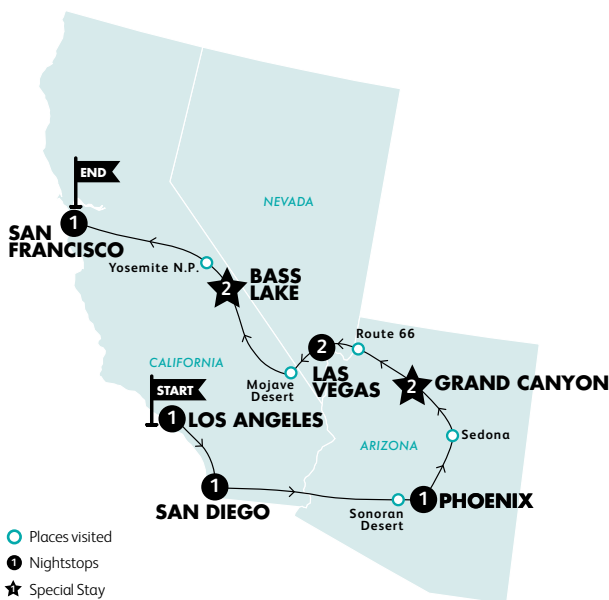 END
NEVADA
1
SAN
FRANCISCO
Yosemite N.P.
BASS
LAKE
2
Route 66
2
LAS
VEGAS
CALIFORNIA
Mojave
Desert
START
2
GRAND CANYON
1
LOS ANGELES
Sedona
ARIZONA
1
SAN DIEGO
1
PHOENIX
Sonoran
Desert
Places visited
1 Nightstops
1 Special Stay